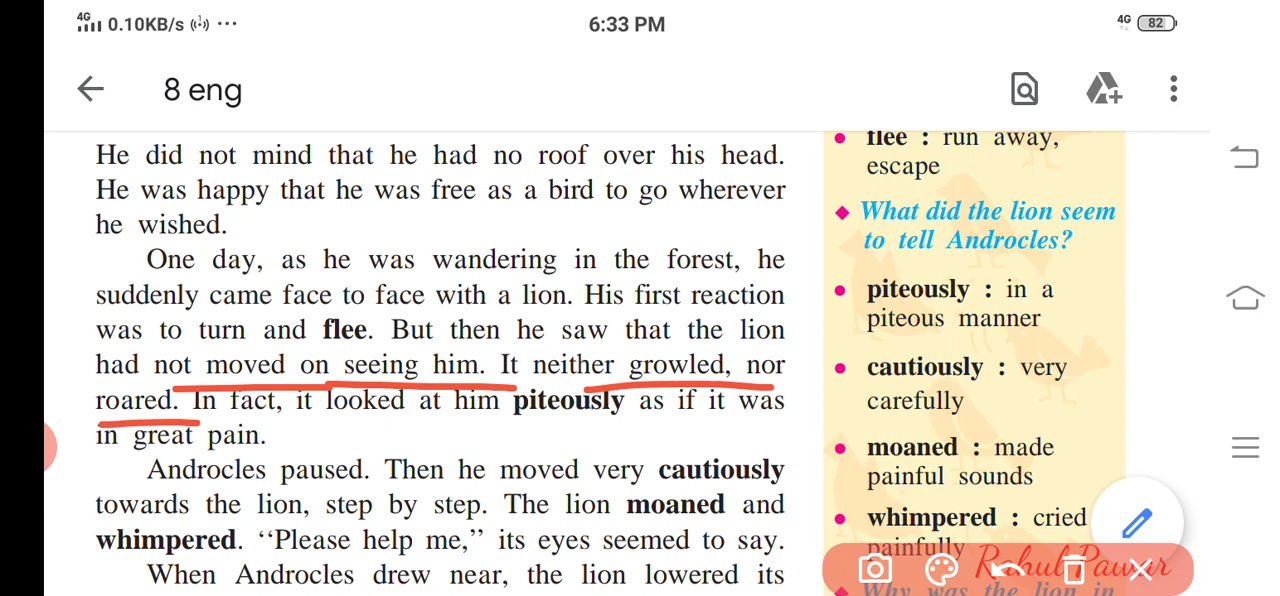 4G 0.10KB/s ... 6:33 PM 4G 82
8 eng
He did not mind that he had no roof over his head.
He was happy that he was free as a bird to go wherever
he wished.
One day, as he was wandering in the forest, he
suddenly came face to face with a lion. His first reaction
was to turn and flee. But then he saw that the lion
had not moved on seeing him. It neither growled, nor
roared. In fact, it looked at him piteously as if it was
in great pain.
Androcles paused. Then he moved very cautiously
towards the lion, step by step. The lion moaned and
whimpered. “Please help me,” its eyes seemed to say.
When Androcles drew near, the lion lowered its
• flee : run away,
escape
◆ What did the lion seem
to tell Androcles?
• piteously : in a
piteous manner
• cautiously : very
carefully
• moaned : made
painful sounds
• whimpered : cried
painfully
Rahul Pawar
Why was the lion in